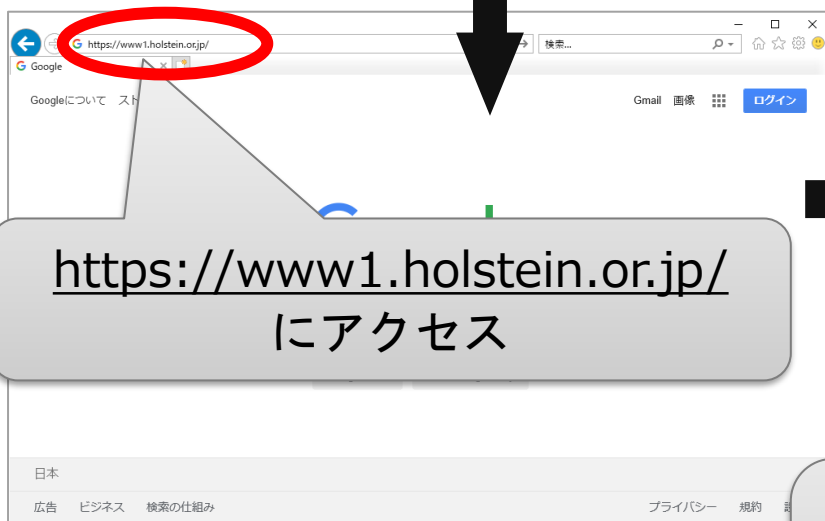 https://www1.holstein.or.jp/
検索...
Google
Googleについて
Gmail 画像
ログイン
https://www1.holstein.or.jp/
にアクセス
日本
広告 ビジネス 検索の仕組み
プライバシー 規約